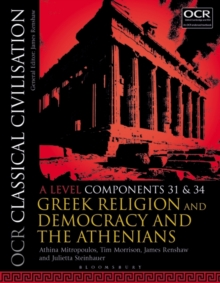 OCR CLASSICAL CIVILISATION
General Editor: James Renshaw
OCR
A LEVEL COMPONENTS 31 & 34
GREEK RELIGION AND
DEMOCRACY AND
THE ATHENIANS
Athina Mitropoulos, Tim Morrison, James Renshaw
and Julietta Steinhauer
BLOOMSBURY